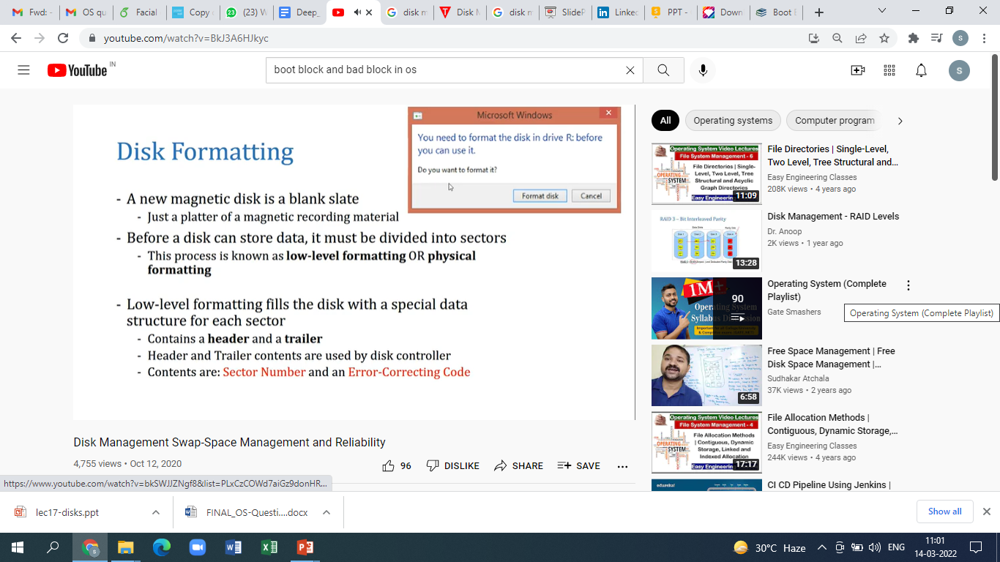 Fwd: -
OS qu
Facial
Copy
(23) W
Deep_
disk m
Disk M
disk m
SlideP
Linked
PPT -
Down
Boot B
youtube.com/watch?v=BkJ3A6HJkyc
S
YouTube IN
boot block and bad block in os
S
Disk Formatting
- A new magnetic disk is a blank slate
- Just a platter of a magnetic recording material
- Before a disk can store data, it must be divided into sectors
- This process is known as low-level formatting OR physical
formatting
- Low-level formatting fills the disk with a special data
structure for each sector
- Contains a header and a trailer
- Header and Trailer contents are used by disk controller
- Contents are: Sector Number and an Error-Correcting Code
Microsoft Windows
You need to format the disk in drive R: before
you can use it.
Do you want to format it?
Format disk Cancel
Disk Management Swap-Space Management and Reliability
4,755 views • Oct 12, 2020
96 DISLIKE SHARE SAVE
https://www.youtube.com/watch?v=bkSWJJZNgf8&list=PLxCzCOWd7aiGz9donHR...
All Operating systems Computer program
Operating System Video Lectures
File System Management - 6
File Directories | Single-
Level, Two Level, Tree
Structural and Acyclic
Graph Directories
OPERATING
SYSTEM
11:09
Easy Engineering
File Directories | Single-Level,
Two Level, Tree Structural and...
Easy Engineering Classes
208K views • 4 years ago
RAID 3 – Bit Interleaved Parity
13:28
Disk Management - RAID Levels
Dr. Anoop
2K views • 1 year ago
1M+
Operating System
90
Operating System (Complete
Playlist)
Gate Smashers
Operating System (Complete Playlist)
6:58
Free Space Management | Free
Disk Space Management |...
Sudhakar Atchala
37K views • 2 years ago
Operating System Video Lectures
File System Management - 4
File Allocation Methods
| Contiguous, Dynamic
Storage, Linked and
Indexed Allocation
OPERATING
SYSTEM
17:17
Easy Engineering
File Allocation Methods |
Contiguous, Dynamic Storage,...
Easy Engineering Classes
244K views • 4 years ago
edureka!
CI CD Pipeline Using Jenkins |
lec17-disks.ppt
FINAL_OS-Questi....docx
Show all
30°C Haze
ENG
11:01
14-03-2022